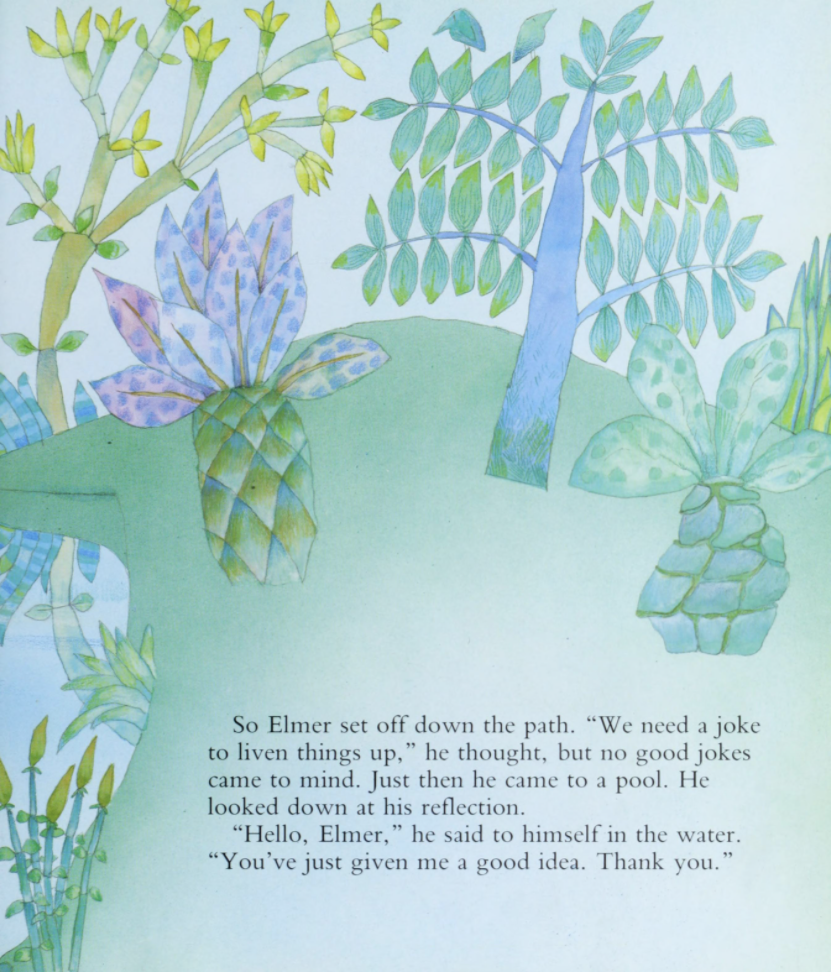 So Elmer set off down the path. “We need a joke
to liven things up,” he thought, but no good jokes
came to mind. Just then he came to a pool. He
looked down at his reflection.
“Hello, Elmer,” he said to himself in the water.
“You’ve just given me a good idea. Thank you.”